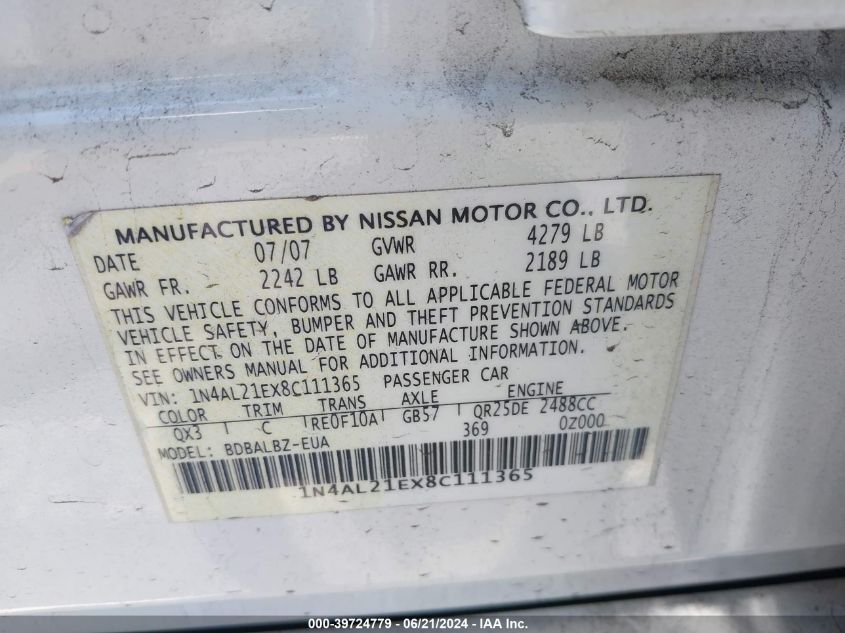 MANUFACTURED BY NISSAN MOTOR CO., LTD.
DATE 07/07 GVWR 4279 LB
GAWR FR. 2242 LB GAWR RR. 2189 LB
THIS VEHICLE CONFORMS TO ALL APPLICABLE FEDERAL MOTOR
VEHICLE SAFETY, BUMPER AND THEFT PREVENTION STANDARDS
IN EFFECT ON THE DATE OF MANUFACTURE SHOWN ABOVE.
SEE OWNERS MANUAL FOR ADDITIONAL INFORMATION.
VIN: 1N4AL21EX8C111365 PASSENGER CAR
COLOR TRIM TRANS AXLE ENGINE
QX3 C RE0F10A GB57 QR25DE 2488CC
MODEL: BDBALBZ-EUA 369 0Z000
1N4AL21EX8C111365
000-39724779 - 06/21/2024 - IAA, Inc.